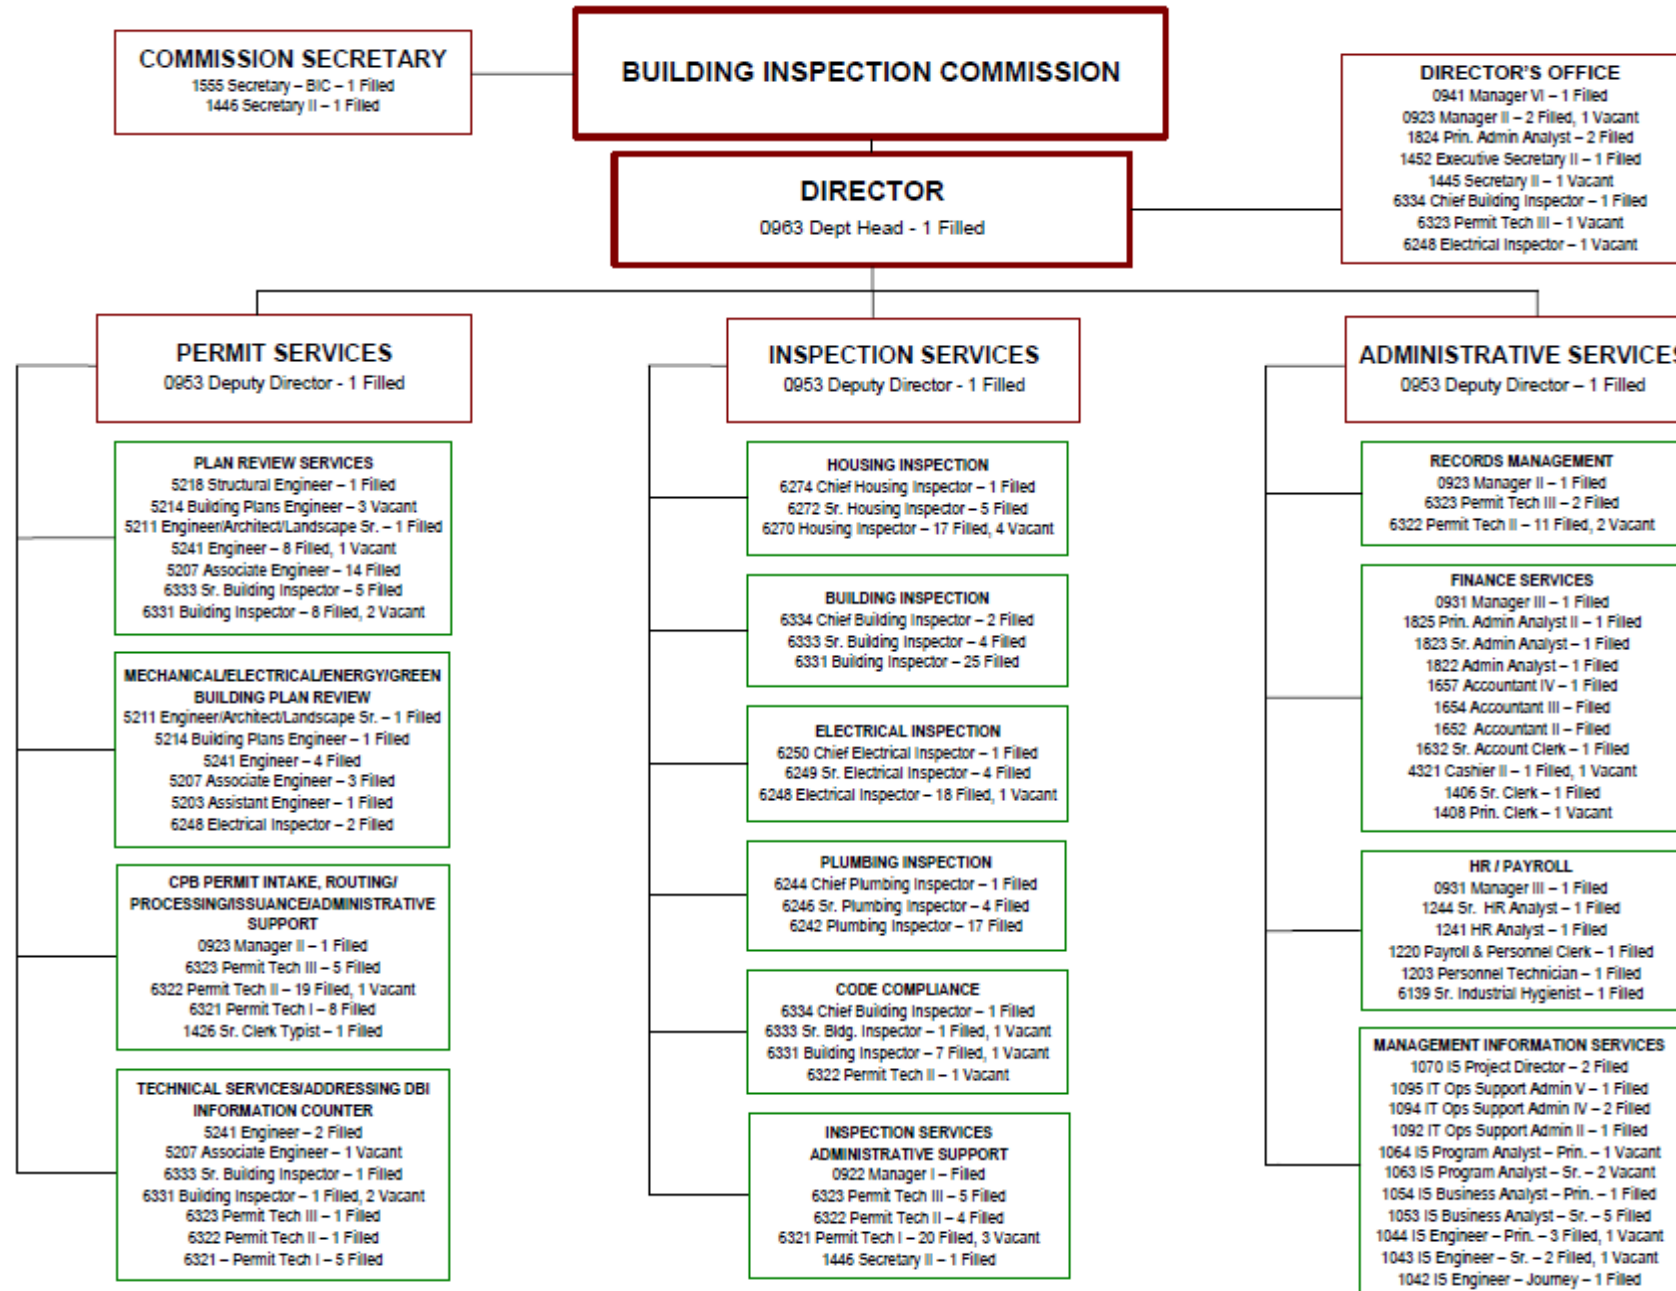 COMMISSION SECRETARY
1555 Secretary – BIC – 1 Filled
1446 Secretary II – 1 Filled
BUILDING INSPECTION COMMISSION
DIRECTOR'S OFFICE
0941 Manager VI – 1 Filled
0923 Manager II – 2 Filled, 1 Vacant
1824 Prin. Admin Analyst – 2 Filled
1452 Executive Secretary II – 1 Filled
1445 Secretary II – 1 Vacant
6334 Chief Building Inspector – 1 Filled
6323 Permit Tech III – 1 Vacant
6248 Electrical Inspector – 1 Vacant
DIRECTOR
0963 Dept Head - 1 Filled
PERMIT SERVICES
0953 Deputy Director - 1 Filled
PLAN REVIEW SERVICES
5218 Structural Engineer – 1 Filled
5214 Building Plans Engineer – 3 Vacant
5211 Engineer/Architect/Landscape Sr. – 1 Filled
5241 Engineer – 8 Filled, 1 Vacant
5207 Associate Engineer – 14 Filled
6333 Sr. Building Inspector – 5 Filled
6331 Building Inspector – 8 Filled, 2 Vacant
MECHANICAL/ELECTRICAL/ENERGY/GREEN
BUILDING PLAN REVIEW
5211 Engineer/Architect/Landscape Sr. – 1 Filled
5214 Building Plans Engineer – 1 Filled
5241 Engineer – 4 Filled
5207 Associate Engineer – 3 Filled
5203 Assistant Engineer – 1 Filled
6248 Electrical Inspector – 2 Filled
CPB PERMIT INTAKE, ROUTING/
PROCESSING/ISSUANCE/ADMINISTRATIVE
SUPPORT
0923 Manager II – 1 Filled
6323 Permit Tech III – 5 Filled
6322 Permit Tech II – 19 Filled, 1 Vacant
6321 Permit Tech I – 8 Filled
1426 Sr. Clerk Typist – 1 Filled
TECHNICAL SERVICES/ADDRESSING DBI
INFORMATION COUNTER
5241 Engineer – 2 Filled
5207 Associate Engineer – 1 Vacant
6333 Sr. Building Inspector – 1 Filled
6331 Building Inspector – 1 Filled, 2 Vacant
6323 Permit Tech III – 1 Filled
6322 Permit Tech II – 1 Filled
6321 – Permit Tech I – 5 Filled
INSPECTION SERVICES
0953 Deputy Director - 1 Filled
HOUSING INSPECTION
6274 Chief Housing Inspector – 1 Filled
6272 Sr. Housing Inspector – 5 Filled
6270 Housing Inspector – 17 Filled, 4 Vacant
BUILDING INSPECTION
6334 Chief Building Inspector – 2 Filled
6333 Sr. Building Inspector – 4 Filled
6331 Building Inspector – 25 Filled
ELECTRICAL INSPECTION
6250 Chief Electrical Inspector – 1 Filled
6249 Sr. Electrical Inspector – 4 Filled
6248 Electrical Inspector – 18 Filled, 1 Vacant
PLUMBING INSPECTION
6244 Chief Plumbing Inspector – 1 Filled
6246 Sr. Plumbing Inspector – 4 Filled
6242 Plumbing Inspector – 17 Filled
CODE COMPLIANCE
6334 Chief Building Inspector – 1 Filled
6333 Sr. Bldg. Inspector – 1 Filled, 1 Vacant
6331 Building Inspector – 7 Filled, 1 Vacant
6322 Permit Tech II – 1 Vacant
INSPECTION SERVICES
ADMINISTRATIVE SUPPORT
0922 Manager I – Filled
6323 Permit Tech III – 5 Filled
6322 Permit Tech II – 4 Filled
6321 Permit Tech I – 20 Filled, 3 Vacant
1446 Secretary II – 1 Filled
ADMINISTRATIVE SERVICES
0953 Deputy Director – 1 Filled
RECORDS MANAGEMENT
0923 Manager II – 1 Filled
6323 Permit Tech III – 2 Filled
6322 Permit Tech II – 11 Filled, 2 Vacant
FINANCE SERVICES
0931 Manager III – 1 Filled
1825 Prin. Admin Analyst II – 1 Filled
1823 Sr. Admin Analyst – 1 Filled
1822 Admin Analyst – 1 Filled
1657 Accountant IV – 1 Filled
1654 Accountant III – Filled
1652 Accountant II – Filled
1632 Sr. Account Clerk – 1 Filled
4321 Cashier II – 1 Filled, 1 Vacant
1406 Sr. Clerk – 1 Filled
1408 Prin. Clerk – 1 Vacant
HR / PAYROLL
0931 Manager III – 1 Filled
1244 Sr. HR Analyst – 1 Filled
1241 HR Analyst – 1 Filled
1220 Payroll & Personnel Clerk – 1 Filled
1203 Personnel Technician – 1 Filled
6139 Sr. Industrial Hygienist – 1 Filled
MANAGEMENT INFORMATION SERVICES
1070 IS Project Director – 2 Filled
1095 IT Ops Support Admin V – 1 Filled
1094 IT Ops Support Admin IV – 2 Filled
1092 IT Ops Support Admin II – 1 Filled
1064 IS Program Analyst – Prin. – 1 Vacant
1063 IS Program Analyst – Sr. – 2 Vacant
1054 IS Business Analyst – Prin. – 1 Filled
1053 IS Business Analyst – Sr. – 5 Filled
1044 IS Engineer – Prin. – 3 Filled, 1 Vacant
1043 IS Engineer – Sr. – 2 Filled, 1 Vacant
1042 IS Engineer – Journey – 1 Filled